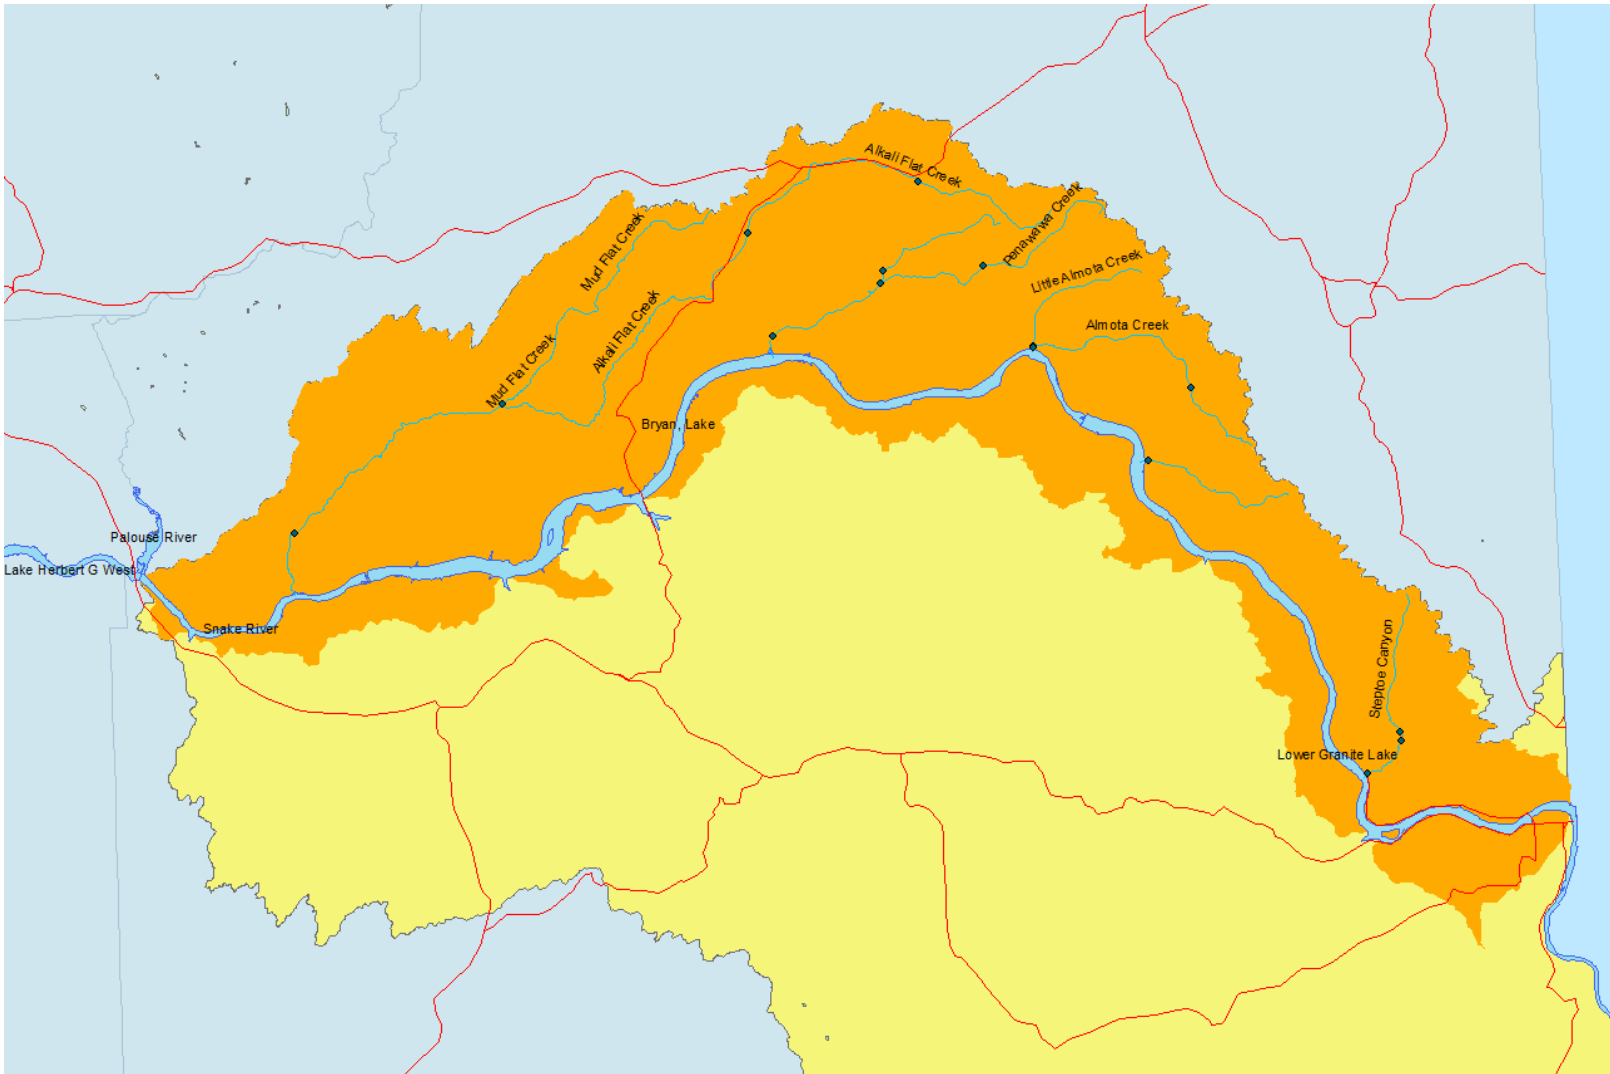 Alkali Flat Creek
Penawawa Creek
Mud Flat Creek
Little Almota Creek
Alkali Flat Creek
Almota Creek
Mud Flat Creek
Bryan, Lake
Palouse River
Lake Herbert G West
Snake River
Steptoe Canyon
Lower Granite Lake